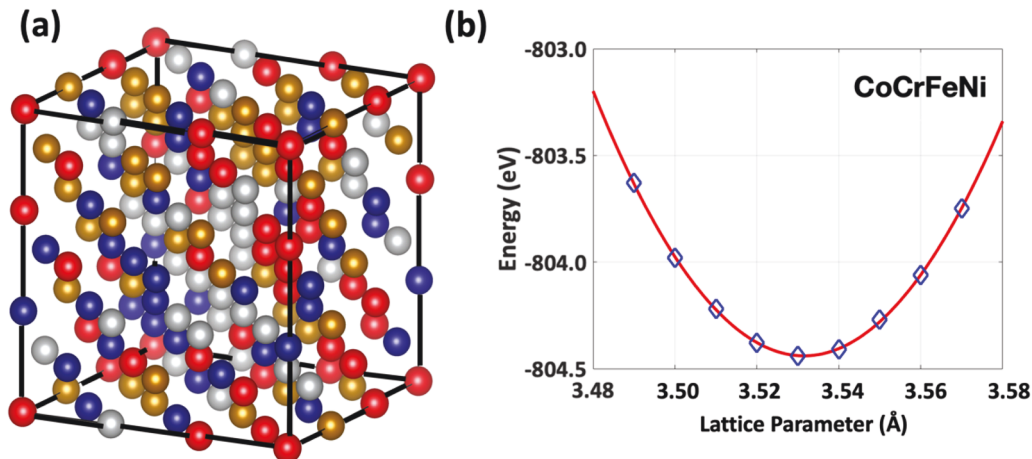 (a)
(b)
CoCrFeNi
Energy (eV)
-803.0
-803.5
-804.0
-804.5
3.48 3.50 3.52 3.54 3.56 3.58
Lattice Parameter (Å)